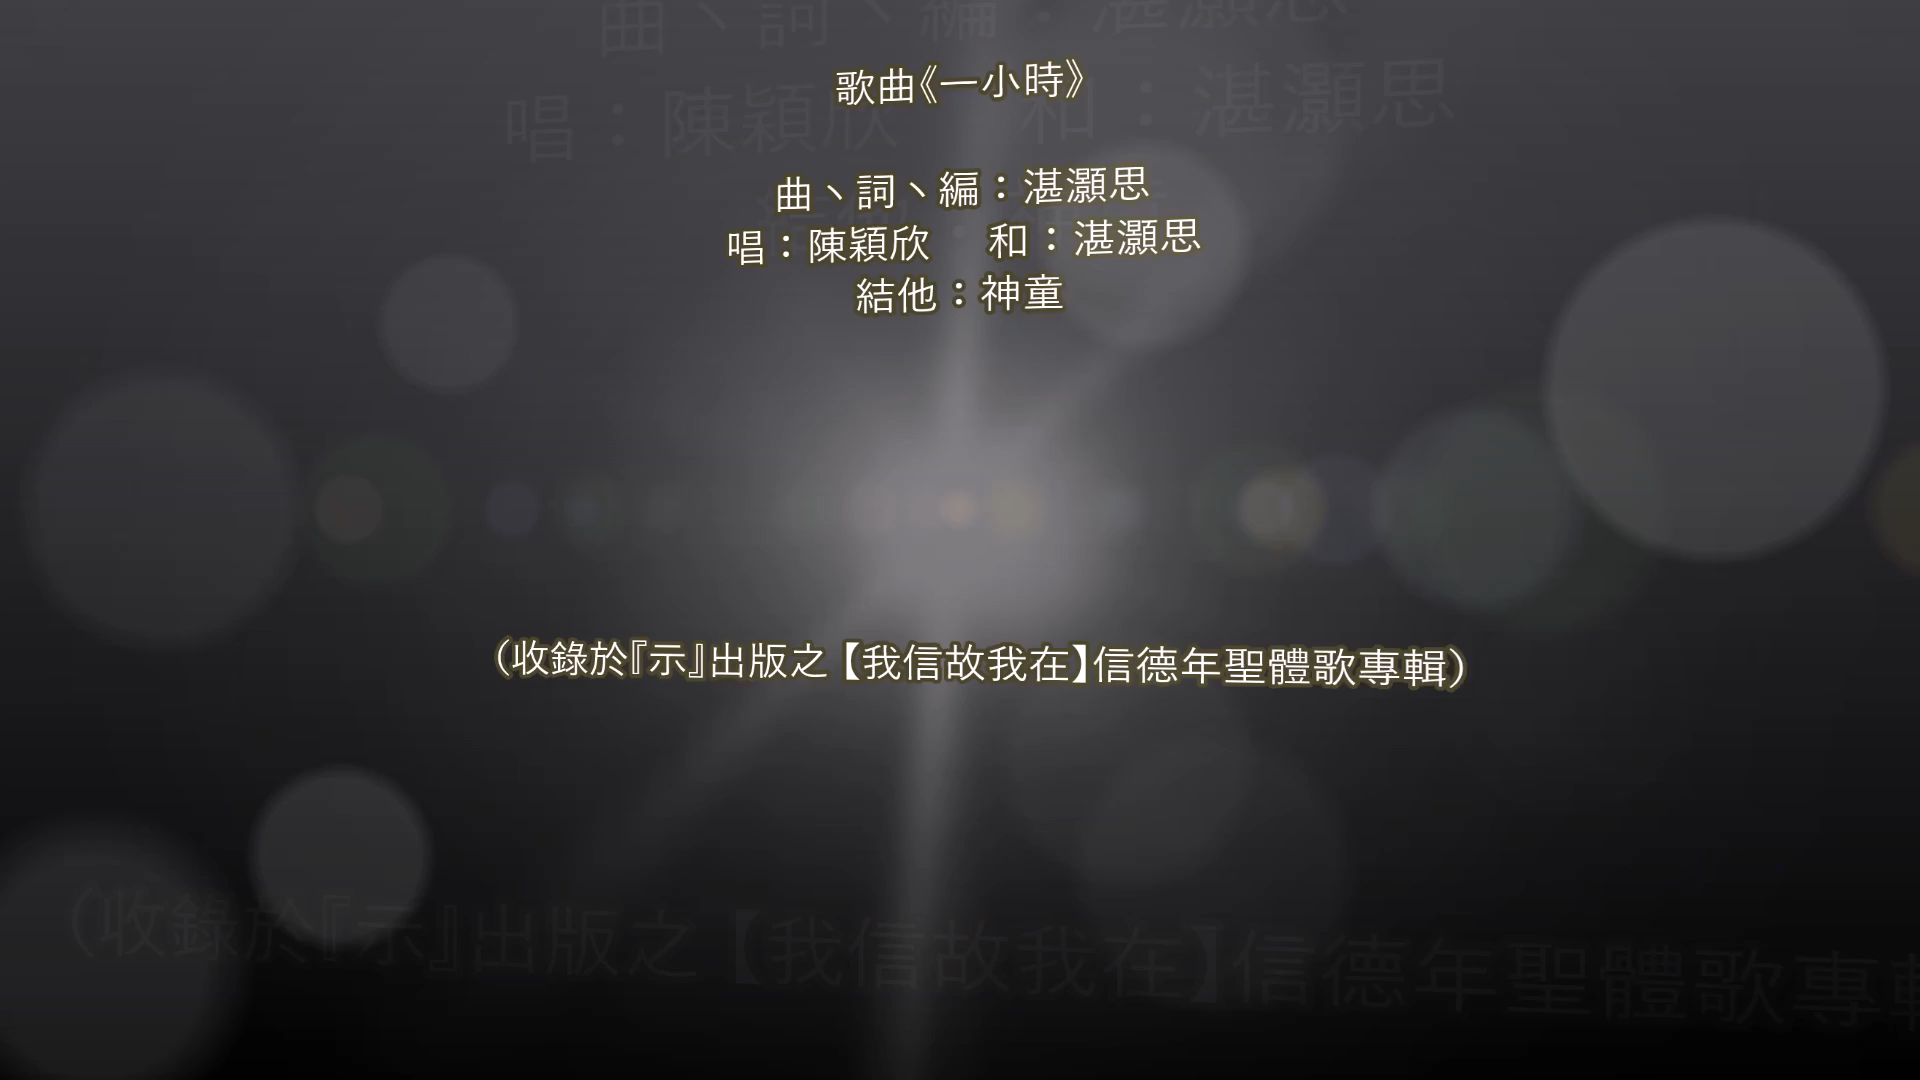 歌曲《一小時》
曲丶詞丶編：湛灝思
唱：陳穎欣　和：湛灝思
結他：神童
（收錄於『示』出版之【我信故我在】信德年聖體歌專輯）